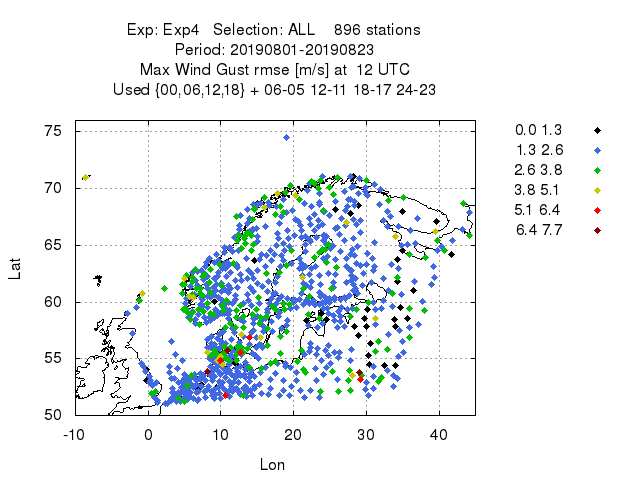 Exp: Exp4 Selection: ALL 896 stations
Period: 20190801-20190823
Max Wind Gust rmse [m/s] at 12 UTC
Used {00,06,12,18} + 06-05 12-11 18-17 24-23
0.0 1.3
1.3 2.6
2.6 3.8
3.8 5.1
5.1 6.4
6.4 7.7
Lat
75
70
65
60
55
50
-10 0 10 20 30 40
Lon